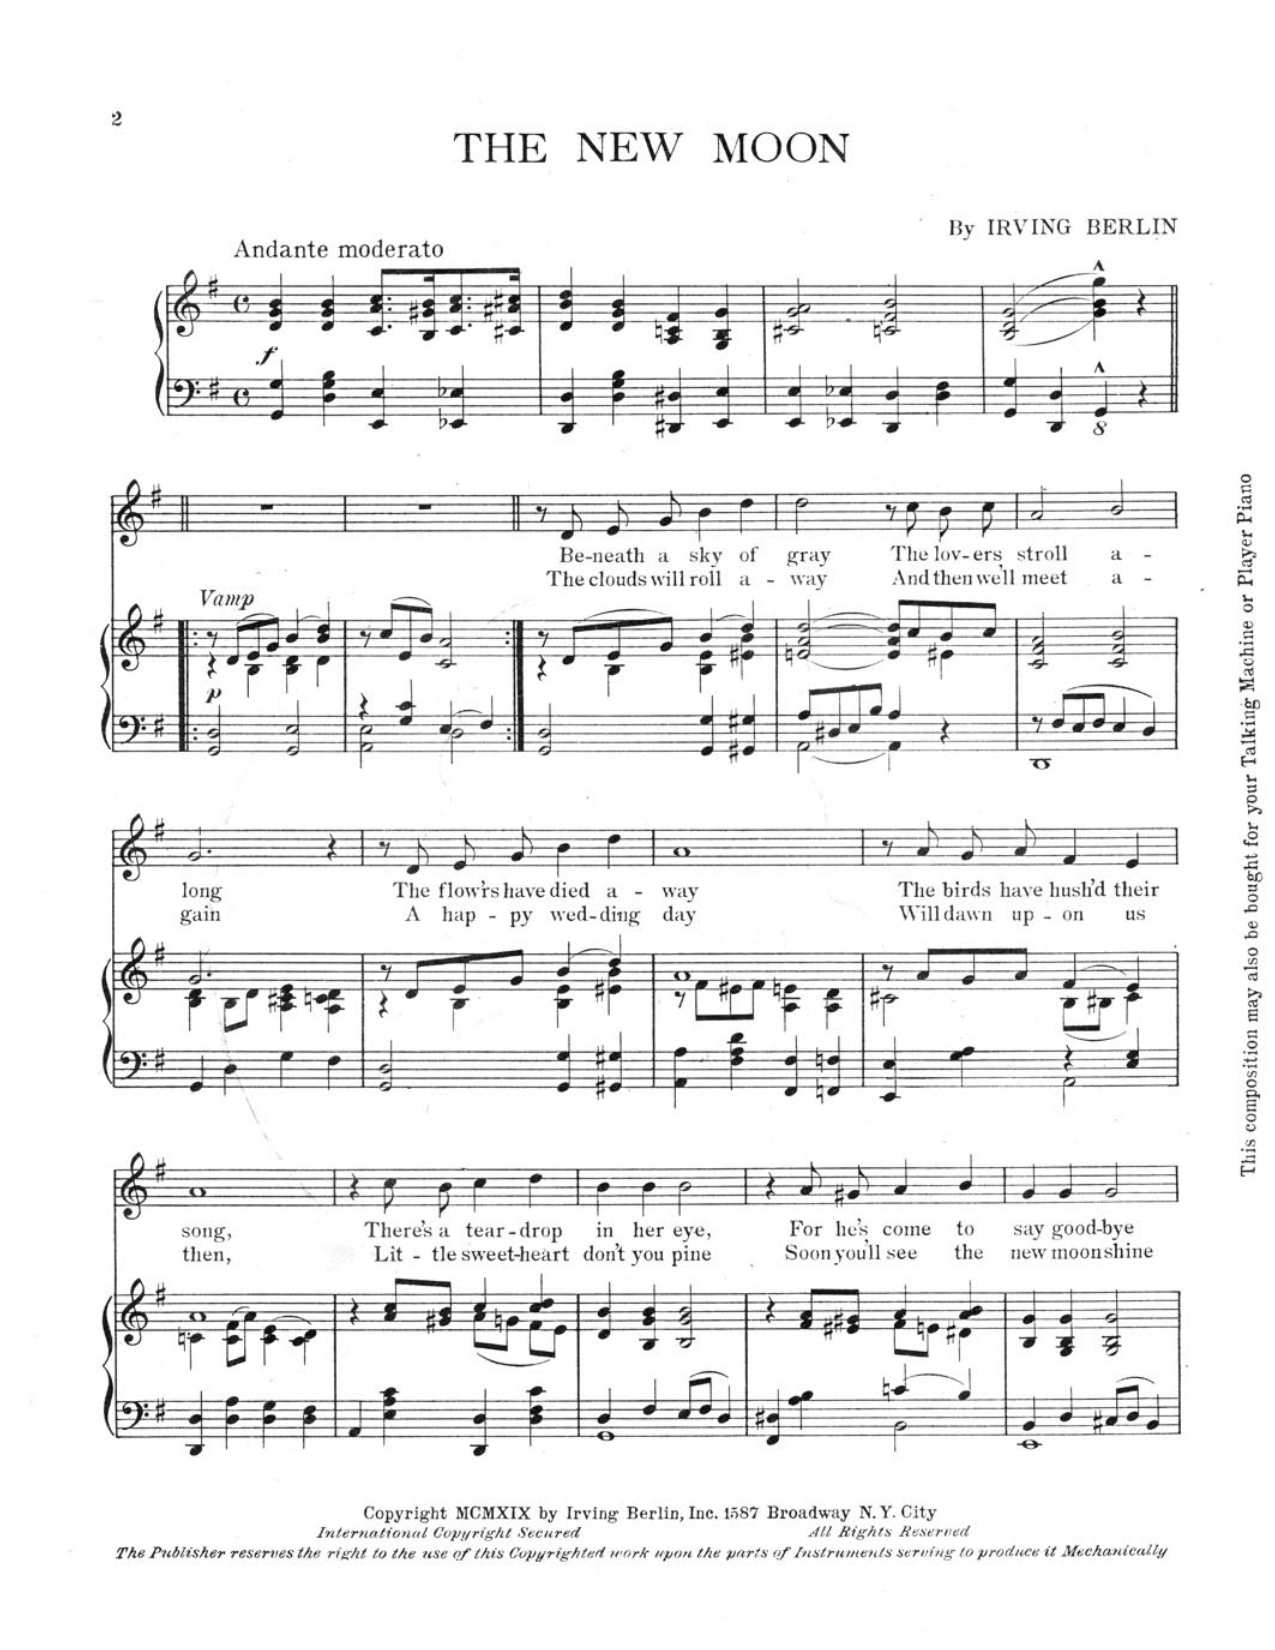 2
THE NEW MOON
By IRVING BERLIN
Andante moderato
f
8
Be-neath a sky of gray The lov-ers stroll a -
The clouds will roll a - way And then we'll meet a -
Vamp
p
long The flow'rs have died a - way The birds have hush'd their
gain A hap - py wed-ding day Will dawn up - on us
song, There's a tear-drop in her eye, For he's come to say good-bye
then, Lit - tle sweet-heart don't you pine Soon you'll see the new moon shine
Copyright MCMXIX by Irving Berlin, Inc. 1587 Broadway N. Y. City
International Copyright Secured All Rights Reserved
The Publisher reserves the right to the use of this Copyrighted work upon the parts of Instruments serving to produce it Mechanically
This composition may also be bought for your Talking Machine or Player Piano